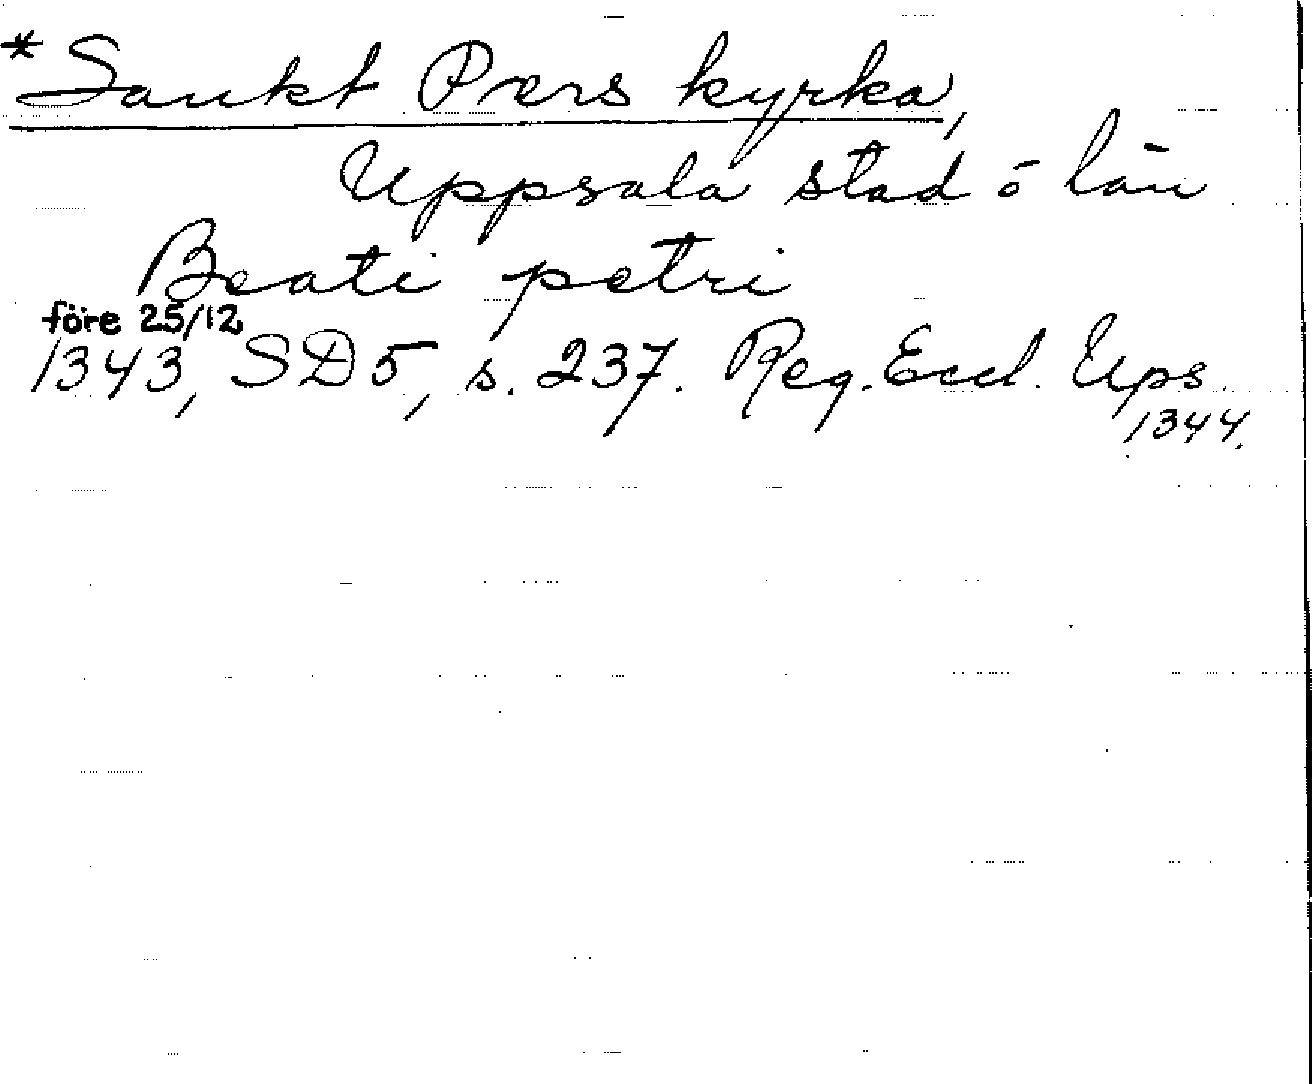 *Sankt Pers kyrka,
Uppsala stad o län
Beati petri
före 25/12
1343, SD5, s. 237. Reg. Eccl. Ups
1344.